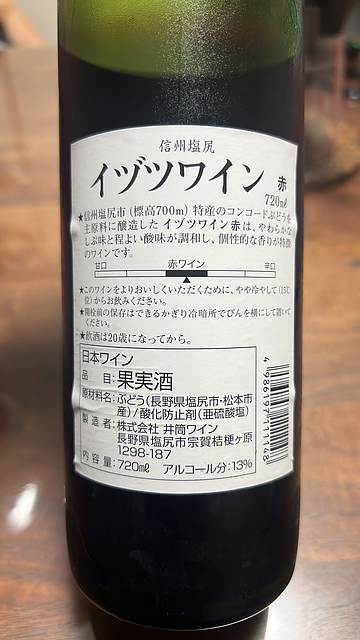 信州塩尻
イヅツワイン 赤
720㎖
★信州塩尻市(標高700m)特産のコンコードぶどうを
主原料に醸造したイヅツワイン赤は、やわらかな
しぶ味と程よい酸味が調和し、個性的な香りが特徴
のワインです。
甘口 赤ワイン 辛口
★このワインをよりおいしくいただくために、やや冷やして(15℃
位)からお飲みください。
★開栓前の保存はできるかぎり冷暗所でびんを横にして置いて
ください。
★飲酒は20歳になってから。
日本ワイン
品目:果実酒
原材料名:ぶどう(長野県塩尻市・松本市
産)/酸化防止剤(亜硫酸塩)
製造者:株式会社 井筒ワイン
長野県塩尻市宗賀桔梗ヶ原
1298-187
内容量:720㎖ アルコール分:13%
4986197111148